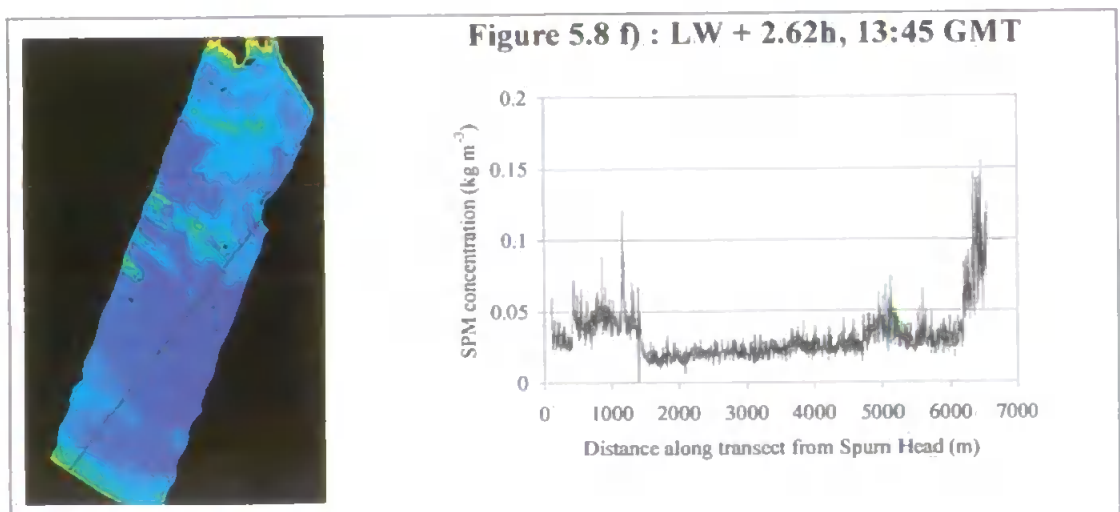 Figure 5.8 f) : LW + 2.62h, 13:45 GMT
0.2
0.15
0.1
0.05
0
SPM concentration (kg m⁻³)
0 1000 2000 3000 4000 5000 6000 7000
Distance along transect from Spurn Head (m)